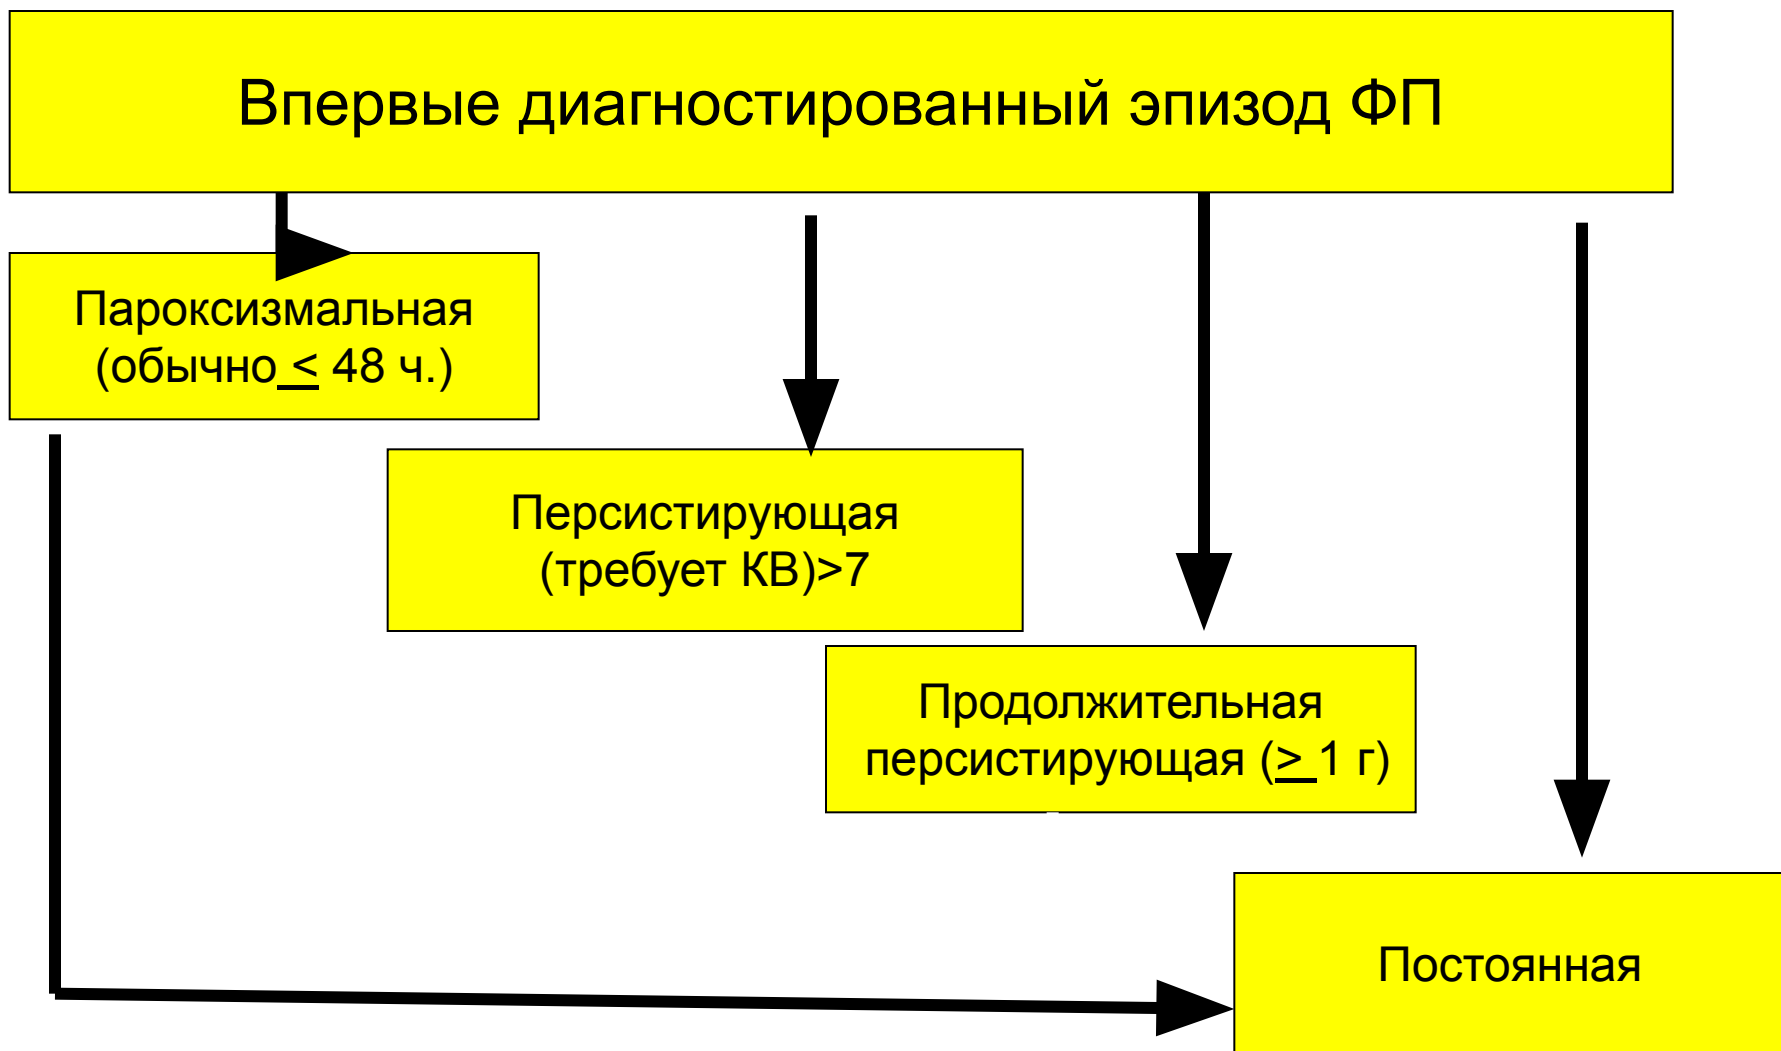 Впервые диагностированный эпизод ФП
Пароксизмальная
(обычно ≤ 48 ч.)
Персистирующая
(требует КВ)>7
Продолжительная
персистирующая (≥ 1 г)
Постоянная